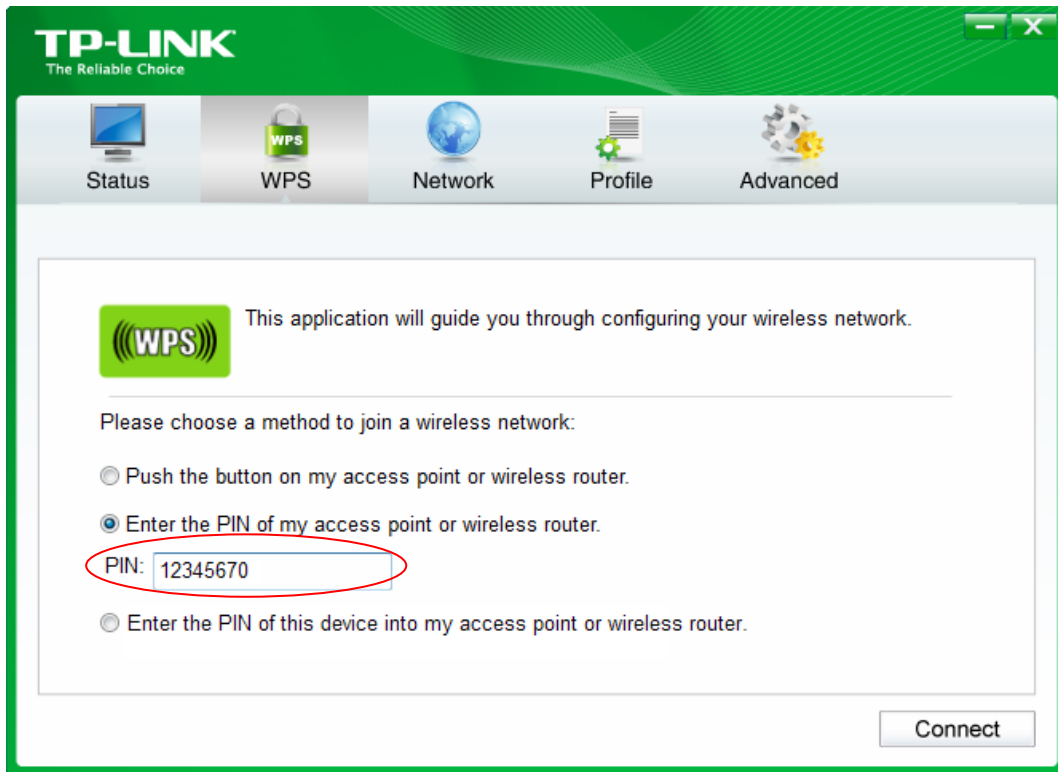 TP-LINK
The Reliable Choice
WPS
Status WPS Network Profile Advanced
(((WPS))) This application will guide you through configuring your wireless network.
Please choose a method to join a wireless network:
Push the button on my access point or wireless router.
Enter the PIN of my access point or wireless router.
PIN: 12345670
Enter the PIN of this device into my access point or wireless router.
Connect